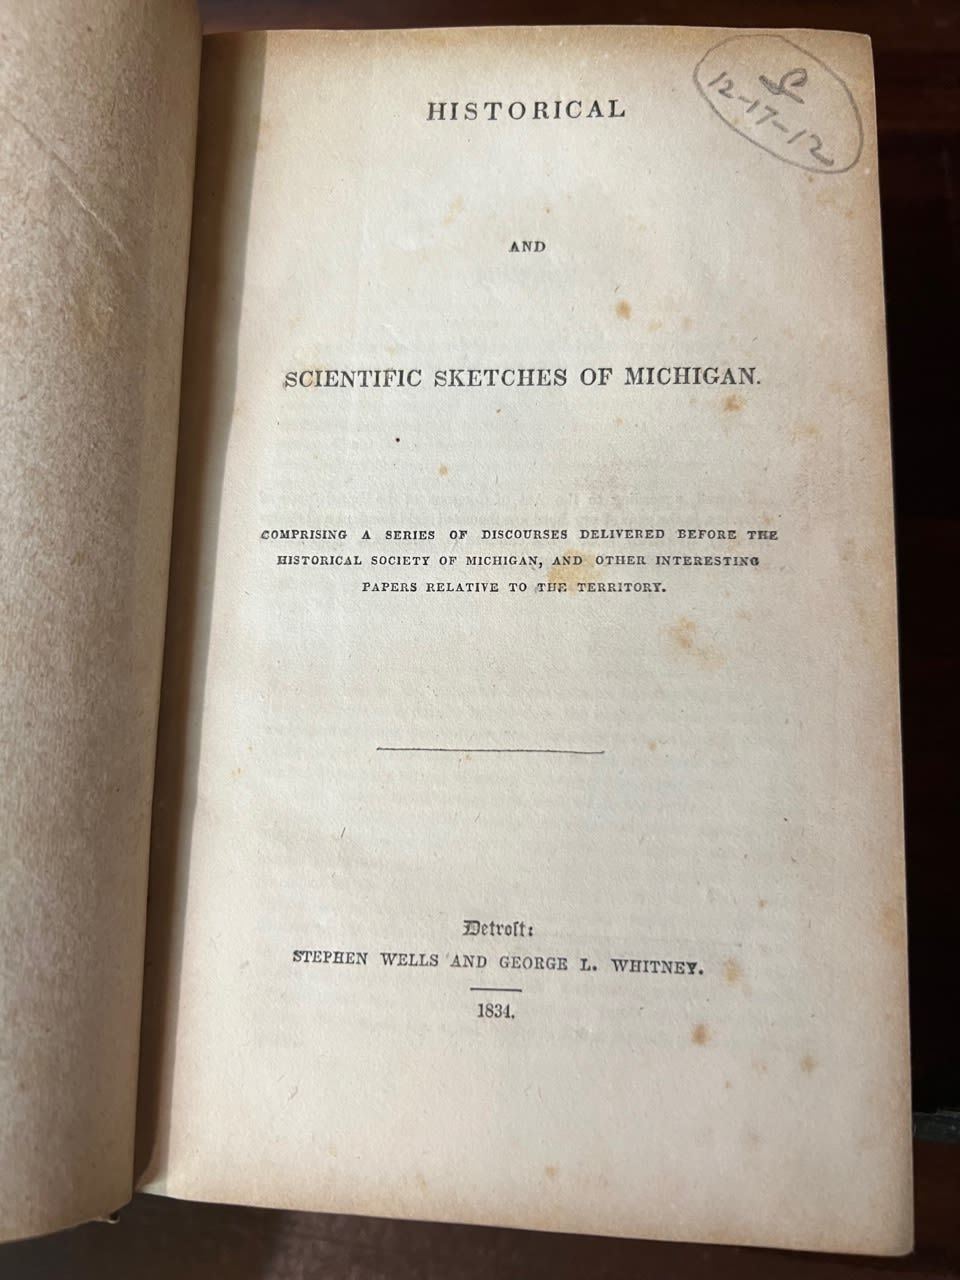 HISTORICAL
S
12-17-12
AND
SCIENTIFIC SKETCHES OF MICHIGAN.
COMPRISING A SERIES OF DISCOURSES DELIVERED BEFORE THE
HISTORICAL SOCIETY OF MICHIGAN, AND OTHER INTERESTING
PAPERS RELATIVE TO THE TERRITORY.
Detroit:
STEPHEN WELLS AND GEORGE L. WHITNEY.
1834.